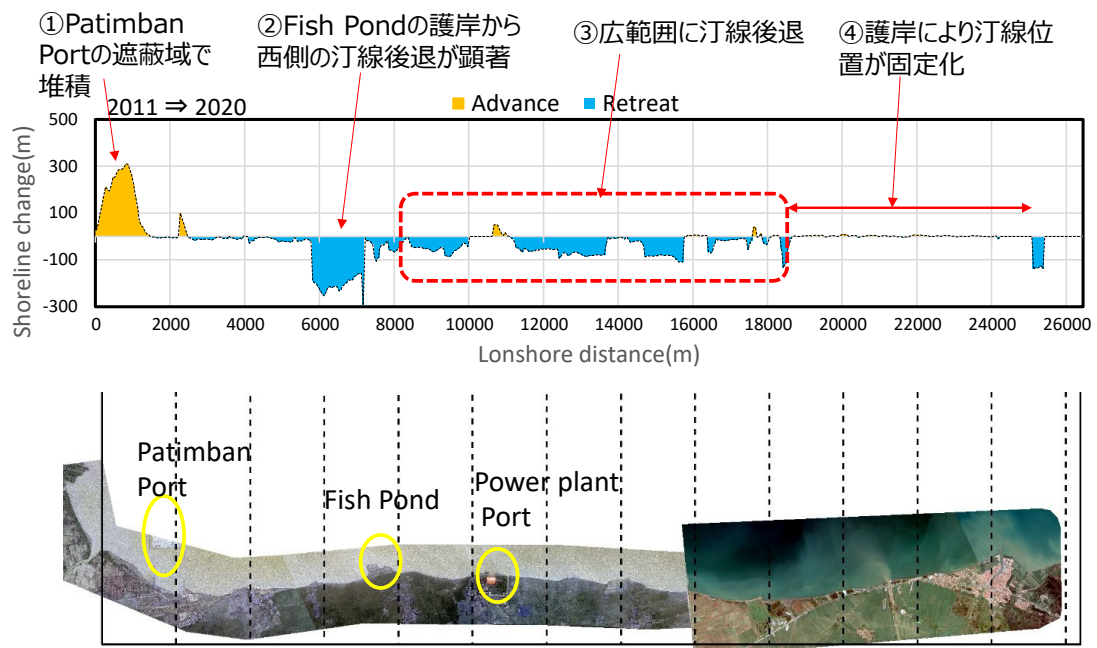 ①Patimban
Portの遮蔽域で
堆積
②Fish Pondの護岸から
西側の汀線後退が顕著
③広範囲に汀線後退
④護岸により汀線位
置が固定化
2011 ⇒ 2020
Advance
Retreat
Shoreline change(m)
500
300
100
-100
-300
0
2000
4000
6000
8000
10000
12000
14000
16000
18000
20000
22000
24000
26000
Lonshore distance(m)
Patimban
Port
Fish Pond
Power plant
Port